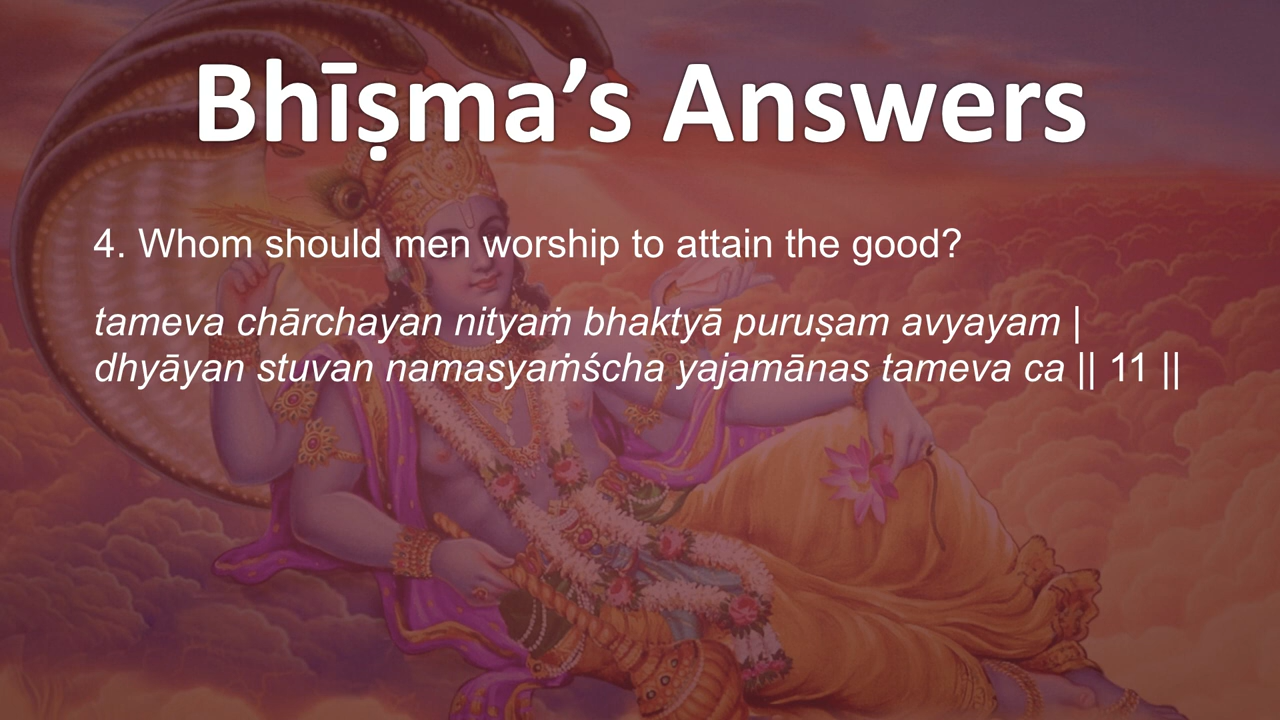 Bhīṣma’s Answers
4. Whom should men worship to attain the good?
tameva chārchayan nityaṁ bhaktyā puruṣam avyayam |
dhyāyan stuvan namasyaṁścha yajamānas tameva ca || 11 ||